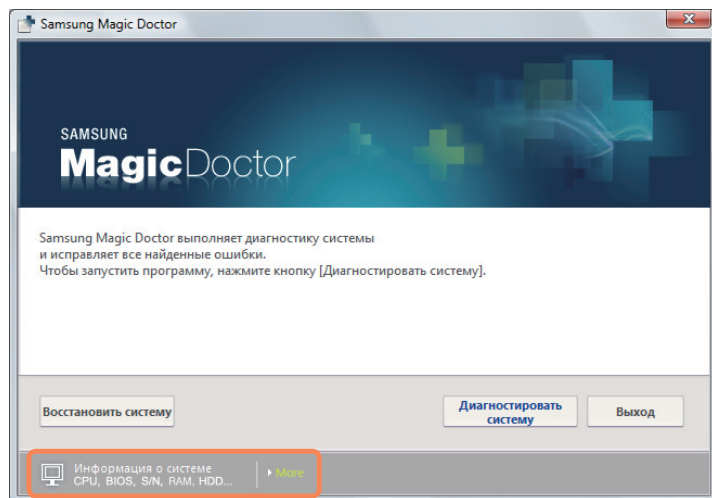 Samsung Magic Doctor
SAMSUNG
MagicDoctor
Samsung Magic Doctor выполняет диагностику системы
и исправляет все найденные ошибки.
Чтобы запустить программу, нажмите кнопку [Диагностировать систему].
Восстановить систему
Диагностировать
систему
Выход
Информация о системе
CPU, BIOS, S/N, RAM, HDD...
More